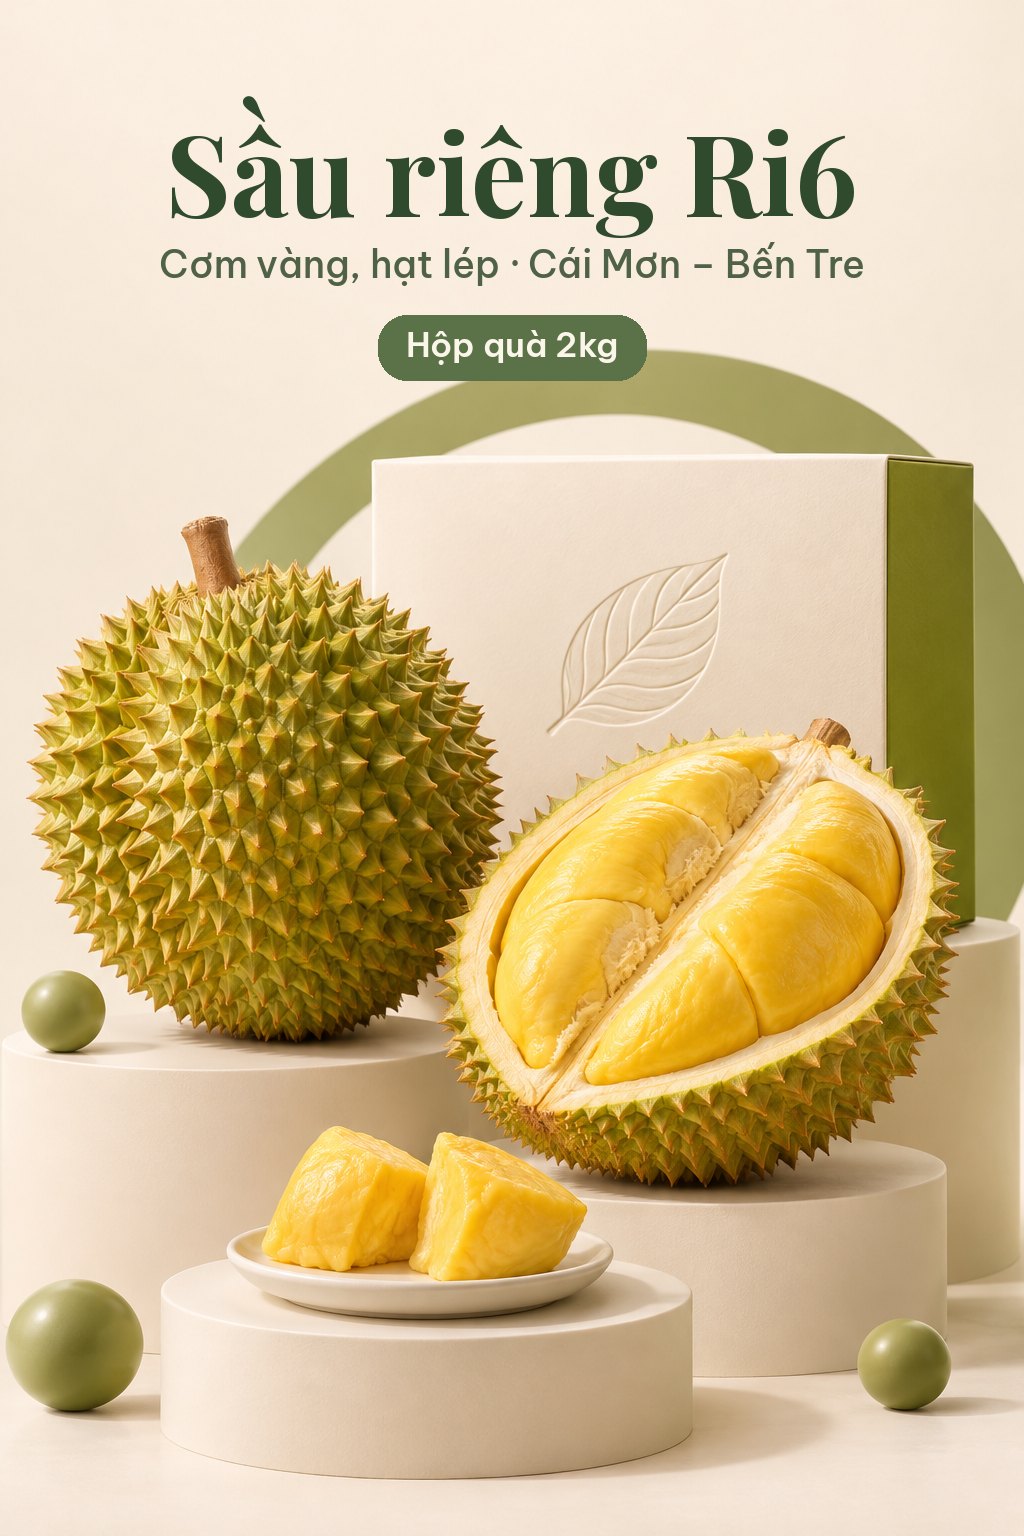 Sầu riêng Ri6
Cơm vàng, hạt lép · Cái Mơn – Bến Tre
Hộp quà 2kg